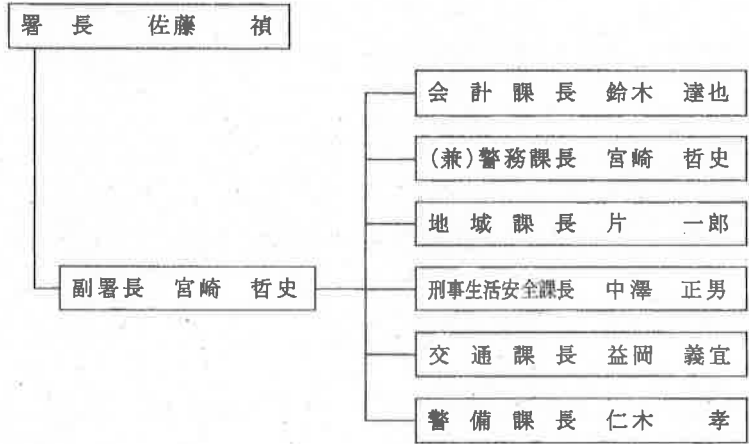 署長 佐藤 禎
会計課長 鈴木 達也
(兼)警務課長 宮崎 哲史
地域課長 片 一郎
副署長 宮崎 哲史
刑事生活安全課長 中澤 正男
交通課長 益岡 義宜
警備課長 仁木 孝